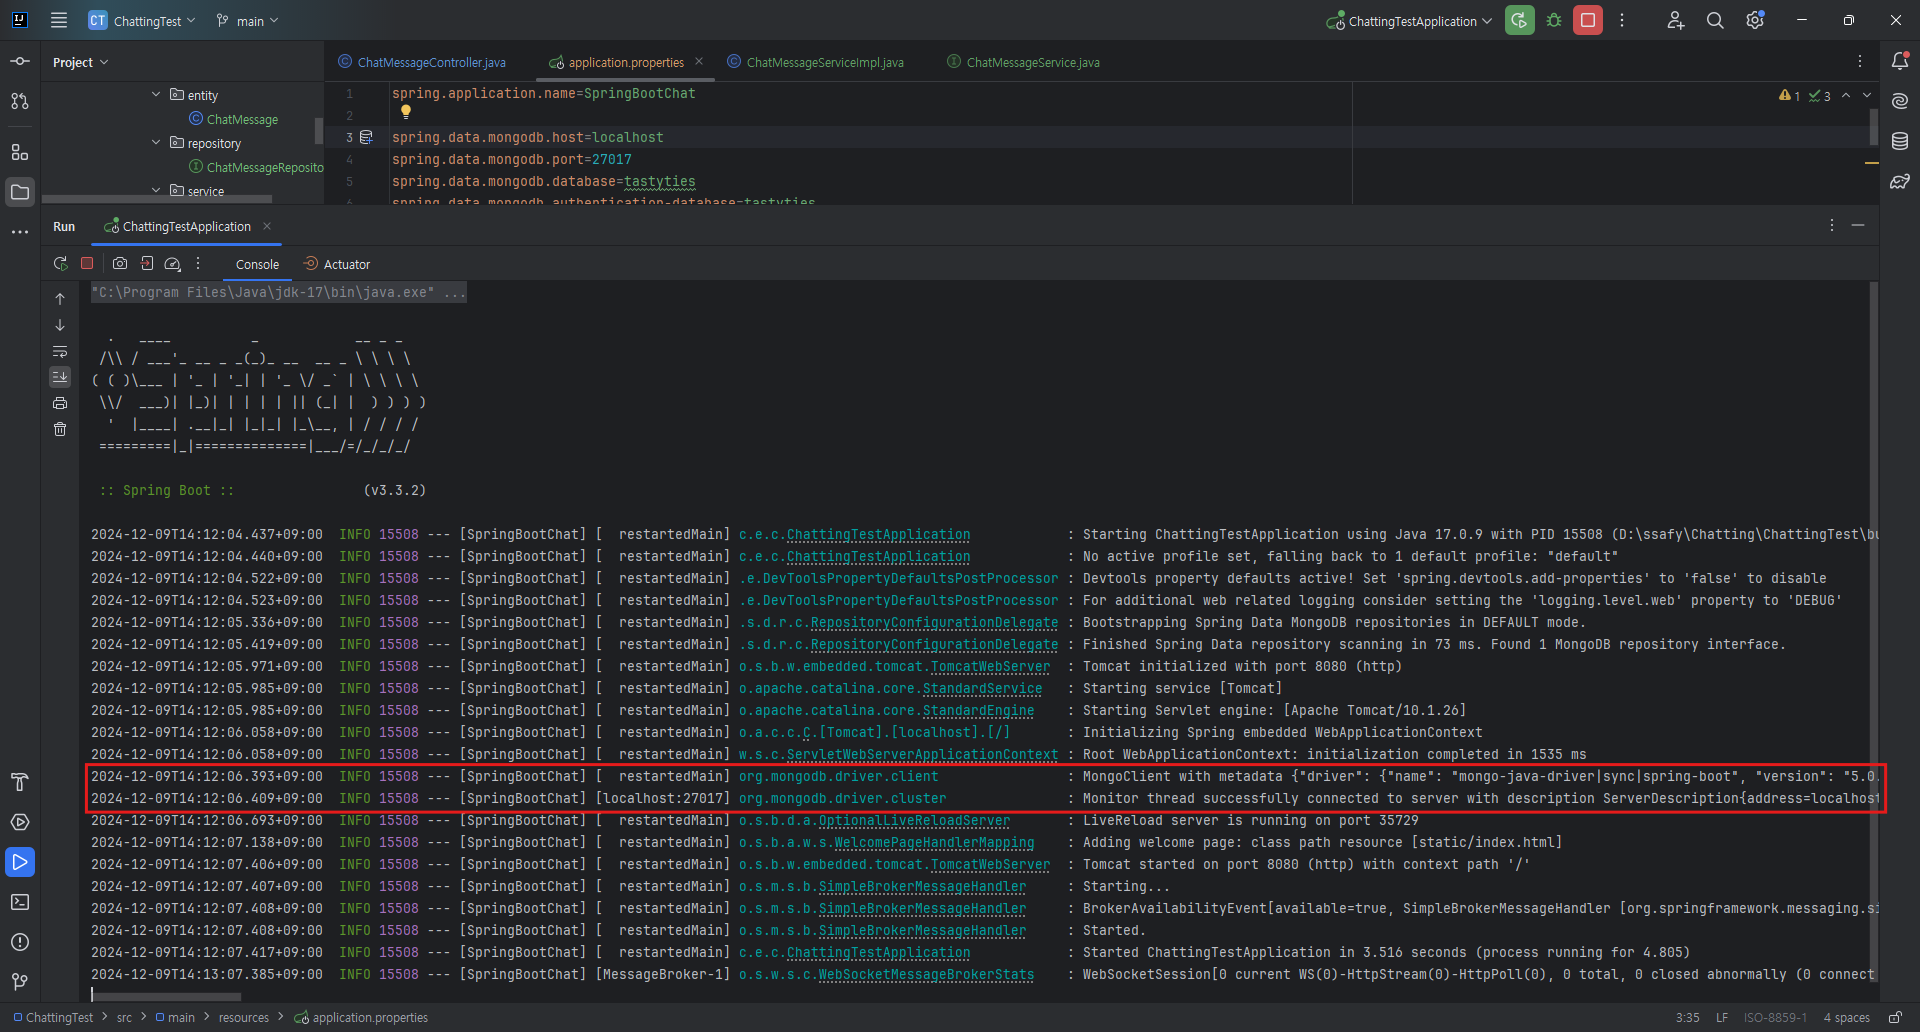 CT ChattingTest main ChattingTestApplication
Project
ChatMessageController.java application.properties ChatMessageServiceImpl.java ChatMessageService.java
entity
ChatMessage
repository
ChatMessageReposito
service
1 spring.application.name=SpringBootChat
2
3 spring.data.mongodb.host=localhost
4 spring.data.mongodb.port=27017
5 spring.data.mongodb.database=tastyties
6 spring.data.mongodb.authentication-database=tastyties
1 3
Run ChattingTestApplication
Console Actuator
"C:\Program Files\Java\jdk-17\bin\java.exe" ...
  .   ____          _            __ _ _
 /\\ / ___'_ __ _ _(_)_ __  __ _ \ \ \ \
( ( )\___ | '_ | '_| | '_ \/ _` | \ \ \ \
 \\/  ___)| |_)| | | | | || (_| |  ) ) ) )
  '  |____| .__|_| |_|_| |_\__, | / / / /
 =========|_|==============|___/=/_/_/_/
 :: Spring Boot ::                (v3.3.2)
2024-12-09T14:12:04.437+09:00  INFO 15508 --- [SpringBootChat] [  restartedMain] c.e.c.ChattingTestApplication            : Starting ChattingTestApplication using Java 17.0.9 with PID 15508 (D:\ssafy\Chatting\ChattingTest\bu
2024-12-09T14:12:04.440+09:00  INFO 15508 --- [SpringBootChat] [  restartedMain] c.e.c.ChattingTestApplication            : No active profile set, falling back to 1 default profile: "default"
2024-12-09T14:12:04.522+09:00  INFO 15508 --- [SpringBootChat] [  restartedMain] .e.DevToolsPropertyDefaultsPostProcessor : Devtools property defaults active! Set 'spring.devtools.add-properties' to 'false' to disable
2024-12-09T14:12:04.523+09:00  INFO 15508 --- [SpringBootChat] [  restartedMain] .e.DevToolsPropertyDefaultsPostProcessor : For additional web related logging consider setting the 'logging.level.web' property to 'DEBUG'
2024-12-09T14:12:05.336+09:00  INFO 15508 --- [SpringBootChat] [  restartedMain] .s.d.r.c.RepositoryConfigurationDelegate : Bootstrapping Spring Data MongoDB repositories in DEFAULT mode.
2024-12-09T14:12:05.419+09:00  INFO 15508 --- [SpringBootChat] [  restartedMain] .s.d.r.c.RepositoryConfigurationDelegate : Finished Spring Data repository scanning in 73 ms. Found 1 MongoDB repository interface.
2024-12-09T14:12:05.971+09:00  INFO 15508 --- [SpringBootChat] [  restartedMain] o.s.b.w.embedded.tomcat.TomcatWebServer  : Tomcat initialized with port 8080 (http)
2024-12-09T14:12:05.985+09:00  INFO 15508 --- [SpringBootChat] [  restartedMain] o.apache.catalina.core.StandardService   : Starting service [Tomcat]
2024-12-09T14:12:05.985+09:00  INFO 15508 --- [SpringBootChat] [  restartedMain] o.apache.catalina.core.StandardEngine    : Starting Servlet engine: [Apache Tomcat/10.1.26]
2024-12-09T14:12:06.058+09:00  INFO 15508 --- [SpringBootChat] [  restartedMain] o.a.c.c.C.[Tomcat].[localhost].[/]       : Initializing Spring embedded WebApplicationContext
2024-12-09T14:12:06.058+09:00  INFO 15508 --- [SpringBootChat] [  restartedMain] w.s.c.ServletWebServerApplicationContext : Root WebApplicationContext: initialization completed in 1535 ms
2024-12-09T14:12:06.393+09:00  INFO 15508 --- [SpringBootChat] [  restartedMain] org.mongodb.driver.client                : MongoClient with metadata {"driver": {"name": "mongo-java-driver|sync|spring-boot", "version": "5.0.
2024-12-09T14:12:06.409+09:00  INFO 15508 --- [SpringBootChat] [localhost:27017] org.mongodb.driver.cluster               : Monitor thread successfully connected to server with description ServerDescription{address=localhost
2024-12-09T14:12:06.693+09:00  INFO 15508 --- [SpringBootChat] [  restartedMain] o.s.b.d.a.OptionalLiveReloadServer       : LiveReload server is running on port 35729
2024-12-09T14:12:07.138+09:00  INFO 15508 --- [SpringBootChat] [  restartedMain] o.s.b.a.w.s.WelcomePageHandlerMapping    : Adding welcome page: class path resource [static/index.html]
2024-12-09T14:12:07.406+09:00  INFO 15508 --- [SpringBootChat] [  restartedMain] o.s.b.w.embedded.tomcat.TomcatWebServer  : Tomcat started on port 8080 (http) with context path '/'
2024-12-09T14:12:07.407+09:00  INFO 15508 --- [SpringBootChat] [  restartedMain] o.s.m.s.b.SimpleBrokerMessageHandler     : Starting...
2024-12-09T14:12:07.408+09:00  INFO 15508 --- [SpringBootChat] [  restartedMain] o.s.m.s.b.SimpleBrokerMessageHandler     : BrokerAvailabilityEvent[available=true, SimpleBrokerMessageHandler [org.springframework.messaging.si
2024-12-09T14:12:07.408+09:00  INFO 15508 --- [SpringBootChat] [  restartedMain] o.s.m.s.b.SimpleBrokerMessageHandler     : Started.
2024-12-09T14:12:07.417+09:00  INFO 15508 --- [SpringBootChat] [  restartedMain] c.e.c.ChattingTestApplication            : Started ChattingTestApplication in 3.516 seconds (process running for 4.805)
2024-12-09T14:13:07.385+09:00  INFO 15508 --- [SpringBootChat] [MessageBroker-1] o.s.w.s.c.WebSocketMessageBrokerStats    : WebSocketSession[0 current WS(0)-HttpStream(0)-HttpPoll(0), 0 total, 0 closed abnormally (0 connect
ChattingTest > src > main > resources > application.properties 3:35 LF ISO-8859-1 4 spaces